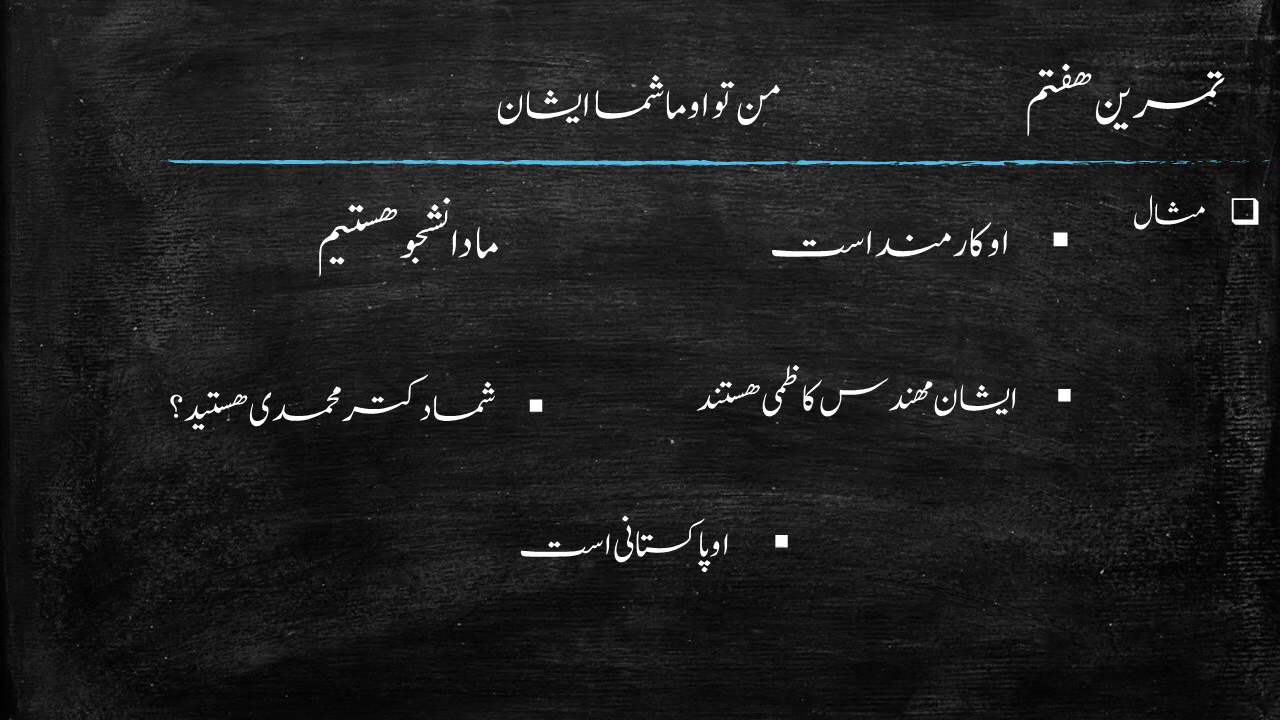 تمرین هفتم من تو او ما شما ایشان
مثال
او کارمند است ما دانشجو هستیم
ایشان مهندس کاظمی هستند شما دکتر محمدی هستید؟
او پاکستانی است